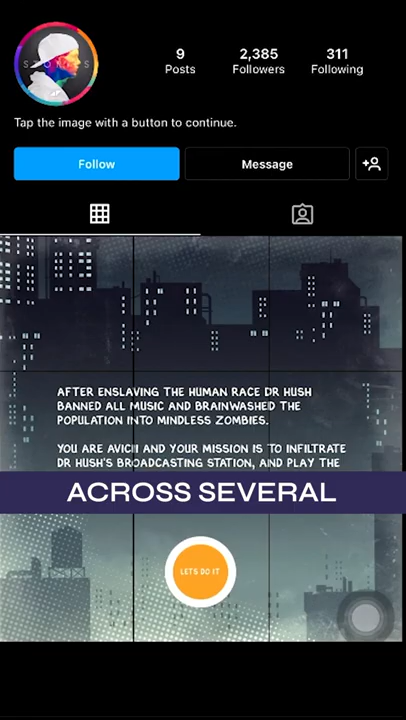 STORIES
9
Posts
2,385
Followers
311
Following
Tap the image with a button to continue.
Follow
Message
AFTER ENSLAVING THE HUMAN RACE DR HUSH
BANNED ALL MUSIC AND BRAINWASHED THE
POPULATION INTO MINDLESS ZOMBIES.
YOU ARE AVICII AND YOUR MISSION IS TO INFILTRATE
DR HUSH'S BROADCASTING STATION, AND PLAY THE
ACROSS SEVERAL
LETS DO IT